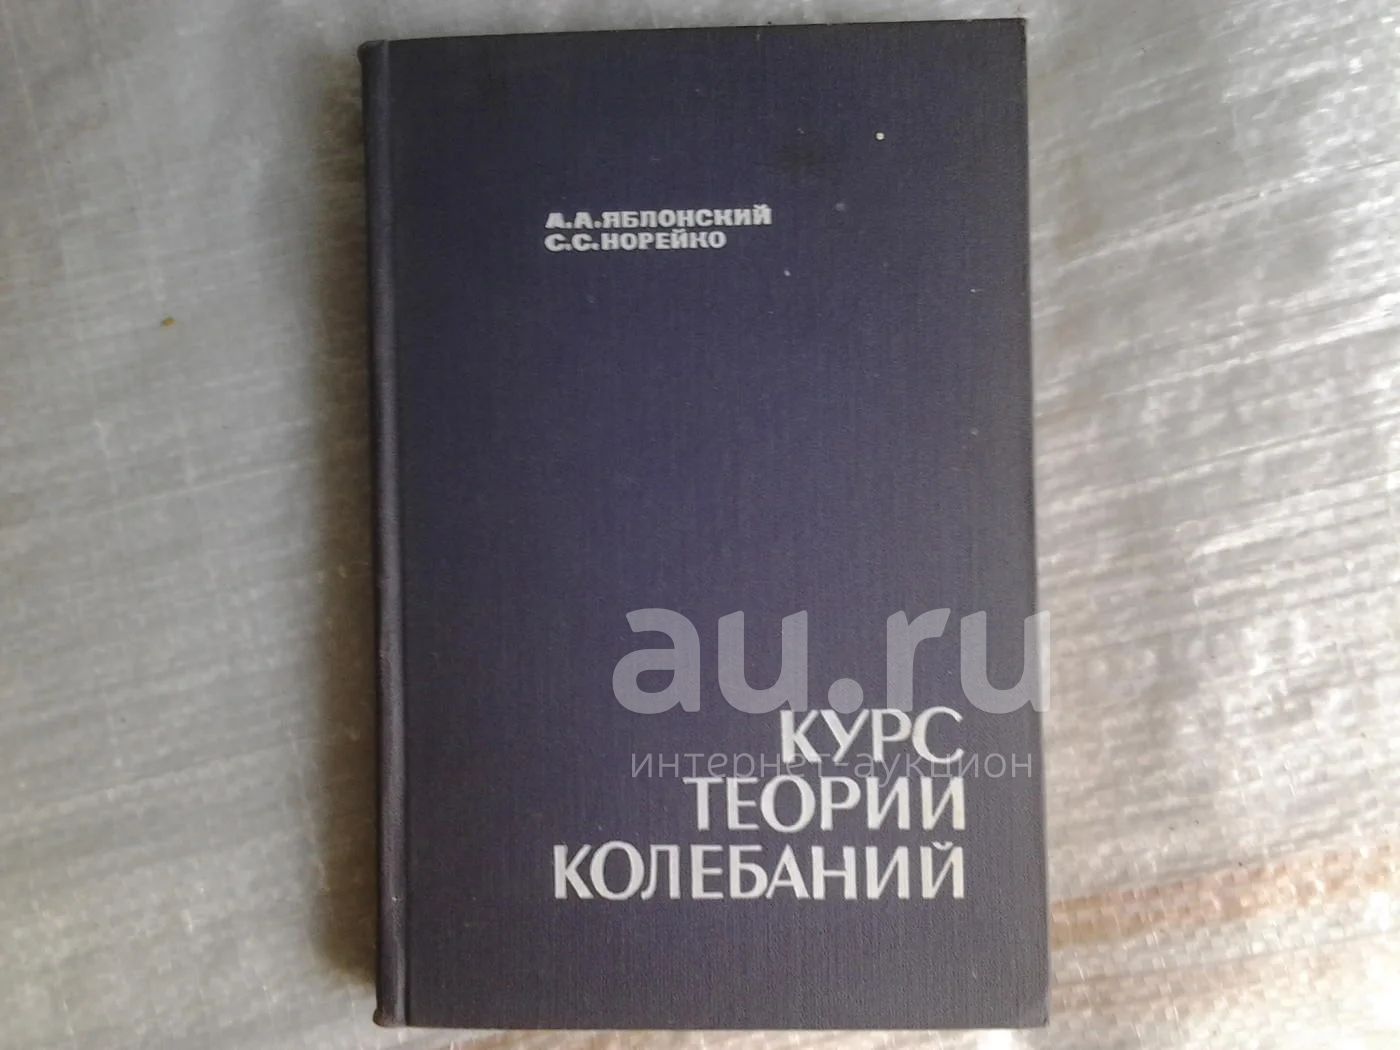 А.А.ЯБЛОНСКИЙ
С.С.НОРЕЙКО
au.ru
КУРС
интернет-аукцион
ТЕОРИИ
КОЛЕБАНИЙ